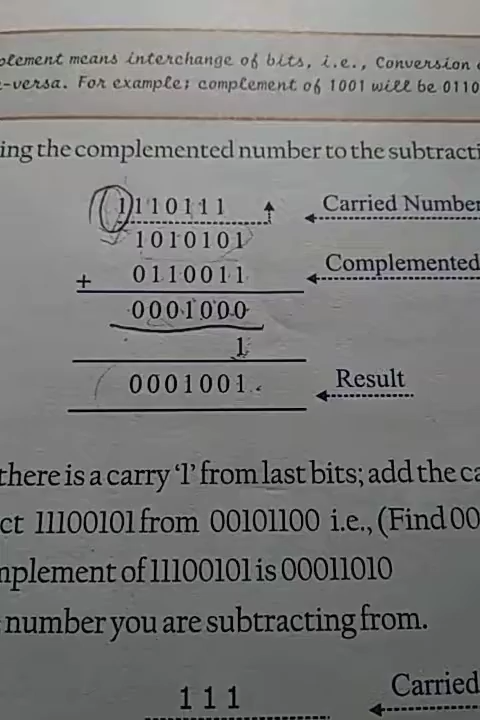 plement means interchange of bits, i.e., Conversion
-versa. For example; complement of 1001 will be 0110
ing the complemented number to the subtracti
1110111 Carried Number
1010101
+ 0110011 Complemented
0001000
1
0001001 Result
there is a carry '1' from last bits; add the ca
ct 11100101 from 00101100 i.e., (Find 00
mplement of 11100101 is 00011010
number you are subtracting from.
111 Carried